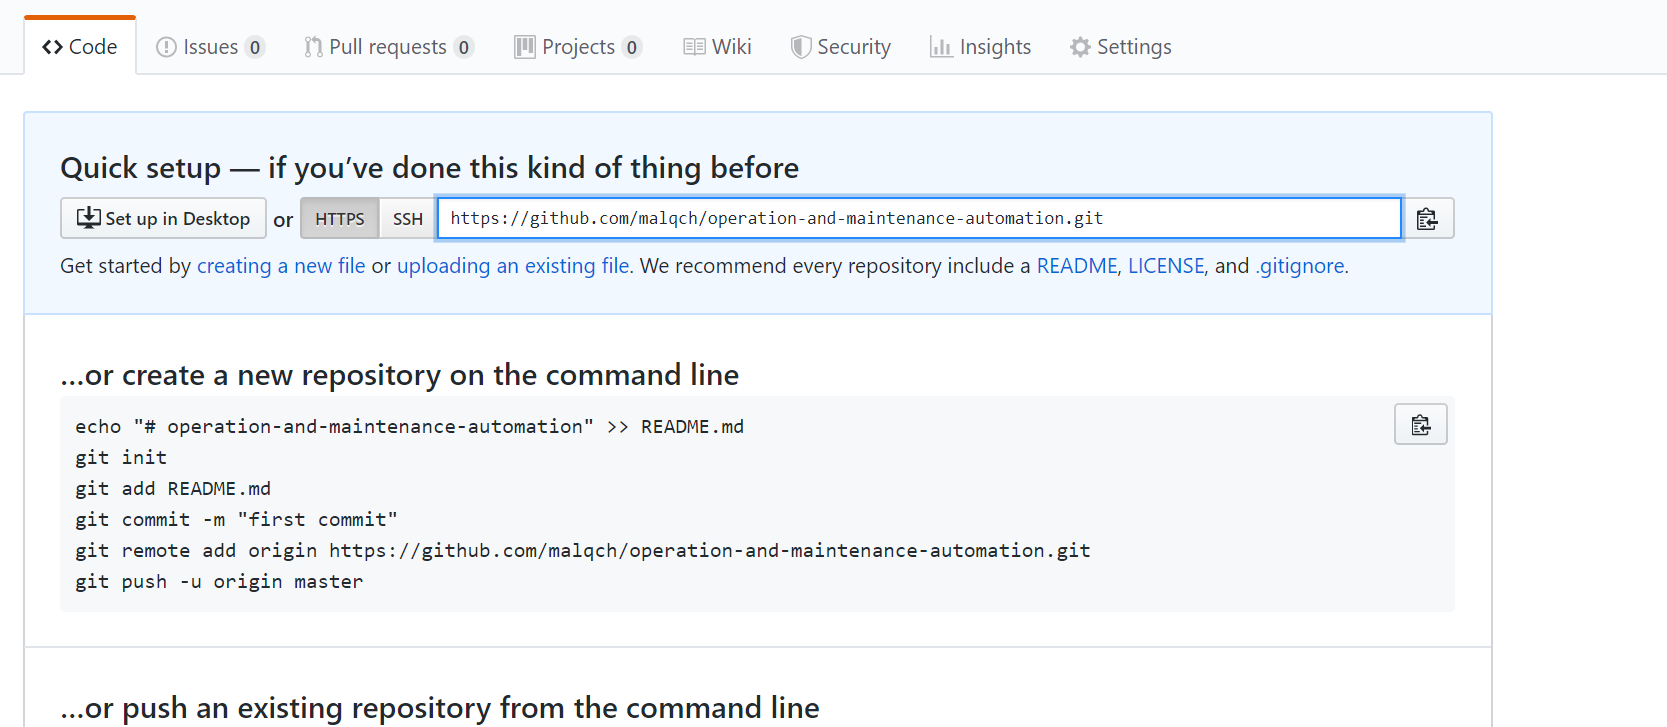 Code Issues 0 Pull requests 0 Projects 0 Wiki Security Insights Settings
Quick setup — if you’ve done this kind of thing before
Set up in Desktop or HTTPS SSH https://github.com/malqch/operation-and-maintenance-automation.git
Get started by creating a new file or uploading an existing file. We recommend every repository include a README, LICENSE, and .gitignore.
…or create a new repository on the command line
echo "# operation-and-maintenance-automation" >> README.md
git init
git add README.md
git commit -m "first commit"
git remote add origin https://github.com/malqch/operation-and-maintenance-automation.git
git push -u origin master
…or push an existing repository from the command line